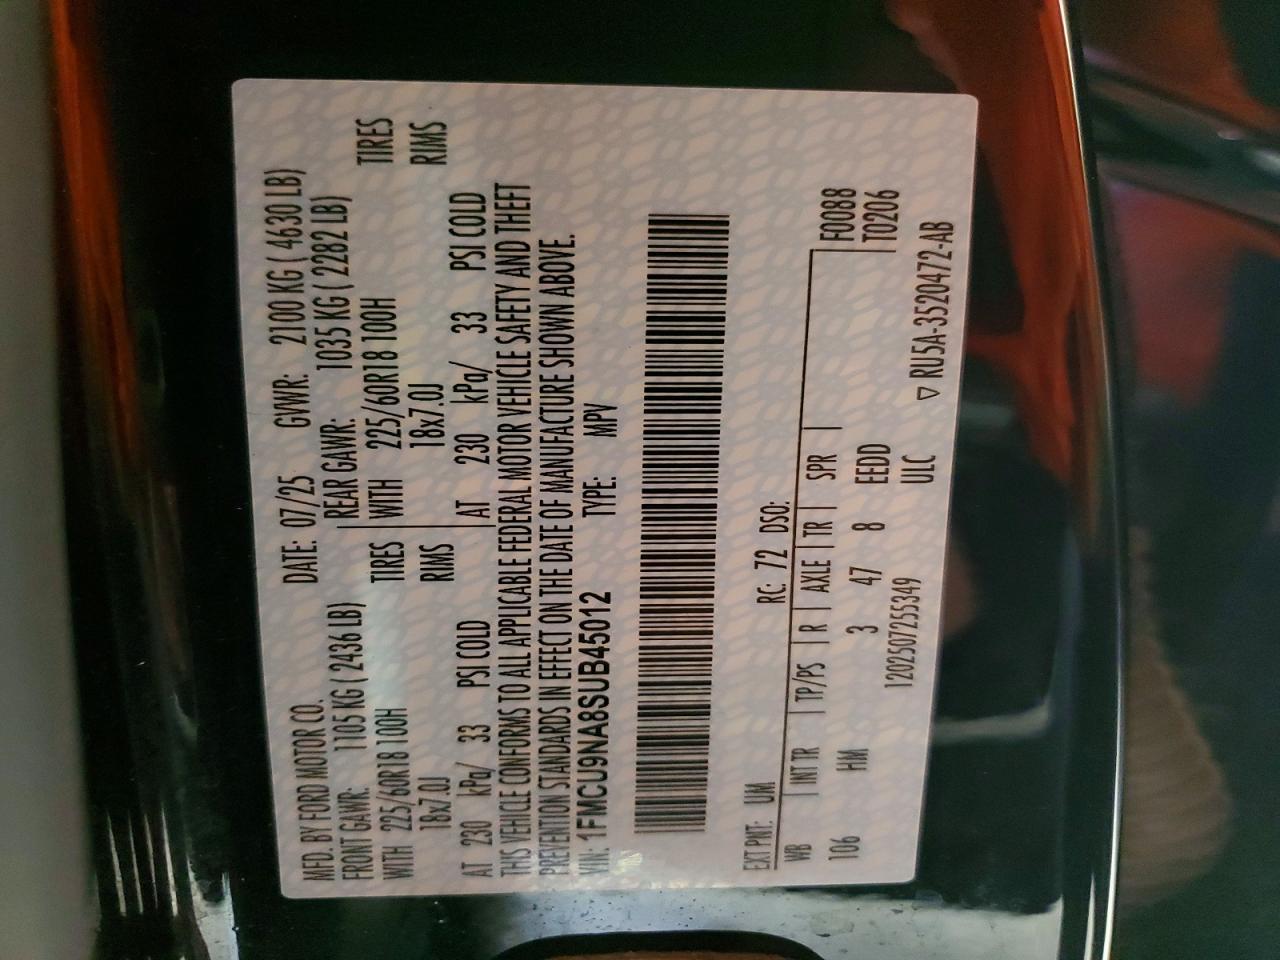 MFD. BY FORD MOTOR CO. DATE: 07/25 GVWR: 2100 KG ( 4630 LB)
FRONT GAWR: 1105 KG ( 2436 LB) REAR GAWR: 1035 KG ( 2282 LB)
WITH 225/60R18 100H TIRES WITH 225/60R18 100H TIRES
18x7.0J RIMS 18x7.0J RIMS
AT 230 kPa/ 33 PSI COLD AT 230 kPa/ 33 PSI COLD
THIS VEHICLE CONFORMS TO ALL APPLICABLE FEDERAL MOTOR VEHICLE SAFETY AND THEFT
PREVENTION STANDARDS IN EFFECT ON THE DATE OF MANUFACTURE SHOWN ABOVE.
VIN: 1FMCU9NA8SUB45012 TYPE: MPV
EXT PNT: UM RC: 72 DSO:
WB INT TR TP/PS R AXLE TR SPR F0088
106 HM 3 47 8 EEDD T0206
1202507255349 ULC ▽ RU5A-3520472-AB